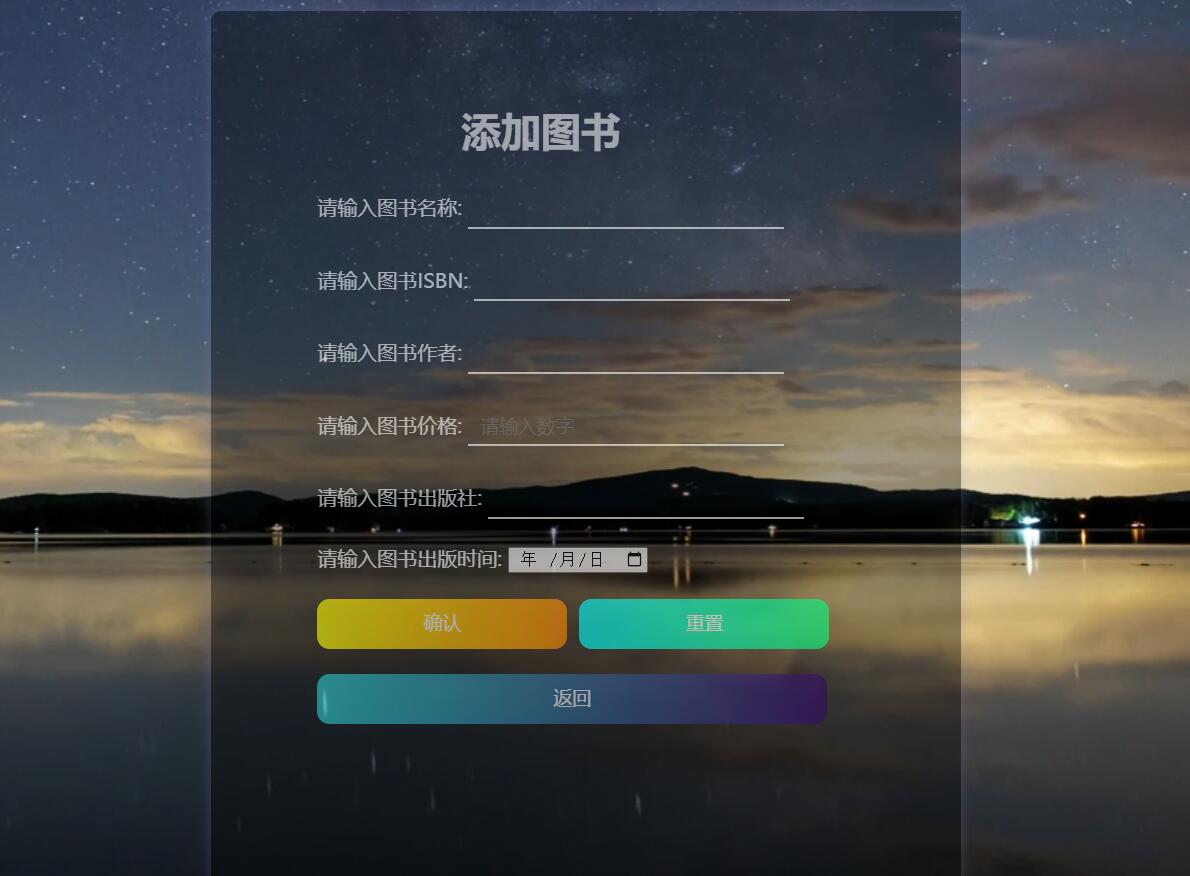 添加图书
请输入图书名称:
请输入图书ISBN:
请输入图书作者:
请输入图书价格: 请输入数字
请输入图书出版社:
请输入图书出版时间: 年 /月/日
确认 重置
返回